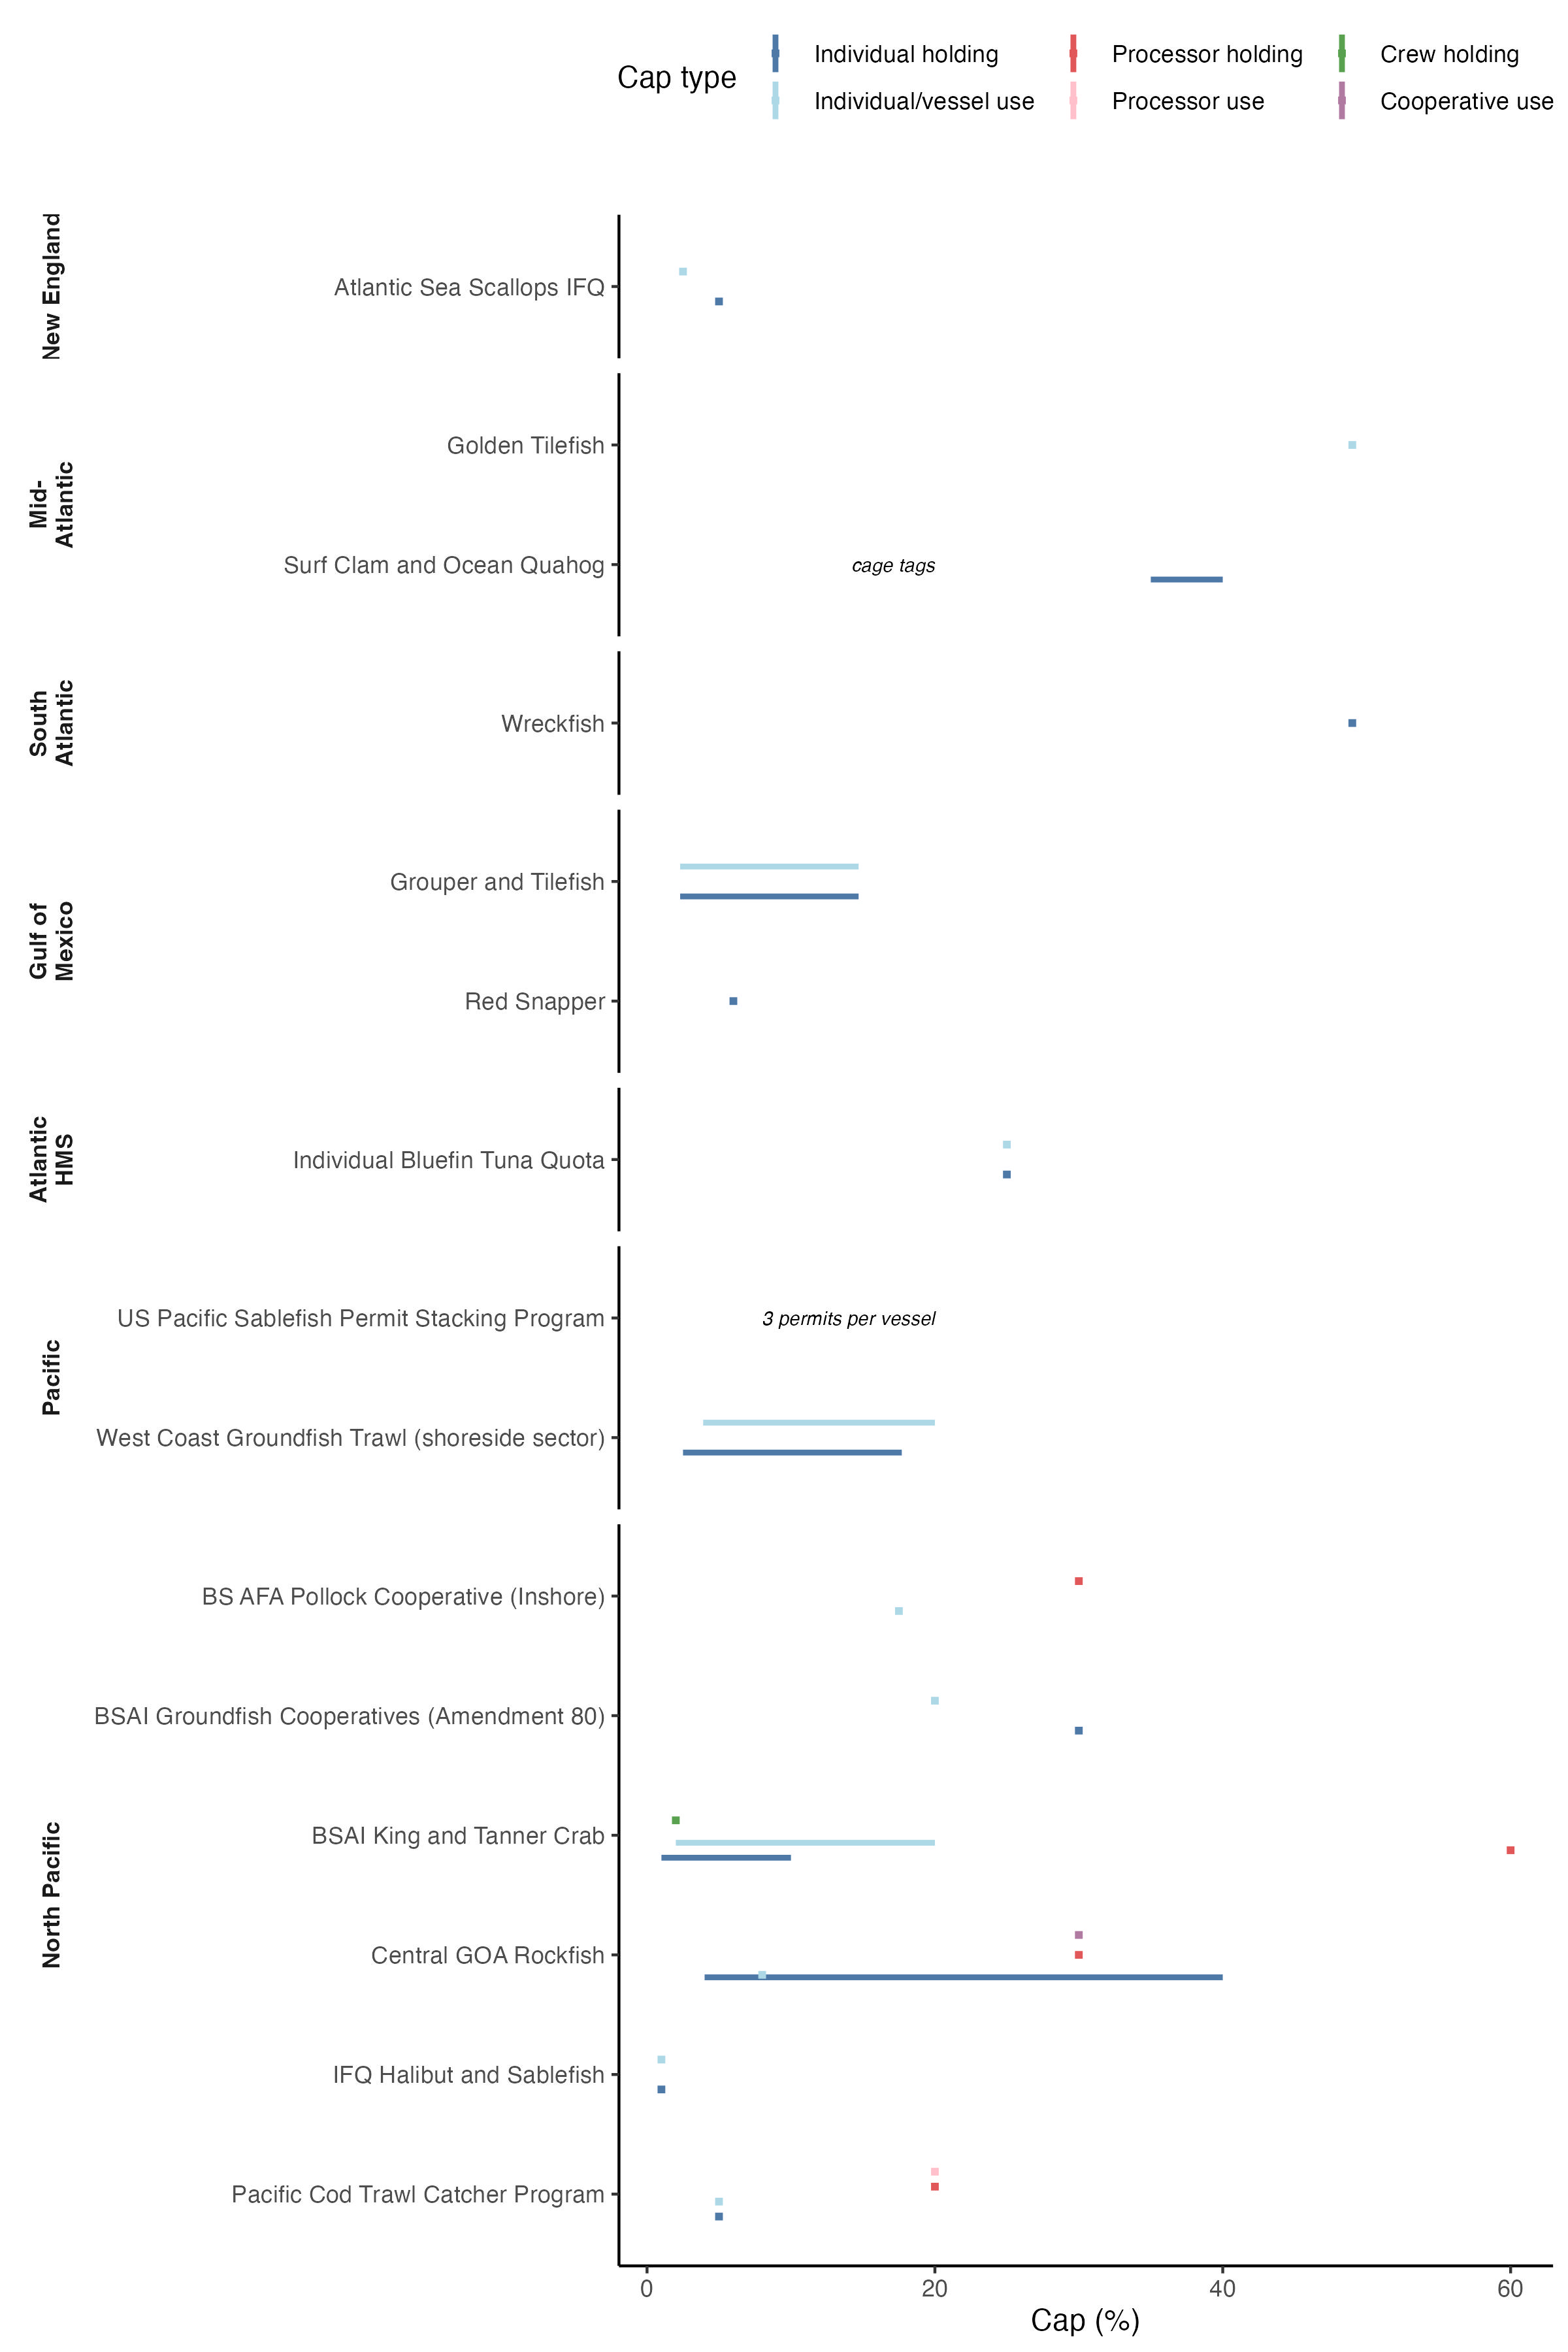 Cap type
Individual holding
Processor holding
Crew holding
Individual/vessel use
Processor use
Cooperative use
New England
Atlantic Sea Scallops IFQ
Mid-
Atlantic
Golden Tilefish
Surf Clam and Ocean Quahog
cage tags
South
Atlantic
Wreckfish
Gulf of
Mexico
Grouper and Tilefish
Red Snapper
Atlantic
HMS
Individual Bluefin Tuna Quota
Pacific
US Pacific Sablefish Permit Stacking Program
3 permits per vessel
West Coast Groundfish Trawl (shoreside sector)
North Pacific
BS AFA Pollock Cooperative (Inshore)
BSAI Groundfish Cooperatives (Amendment 80)
BSAI King and Tanner Crab
Central GOA Rockfish
IFQ Halibut and Sablefish
Pacific Cod Trawl Catcher Program
0 20 40 60
Cap (%)